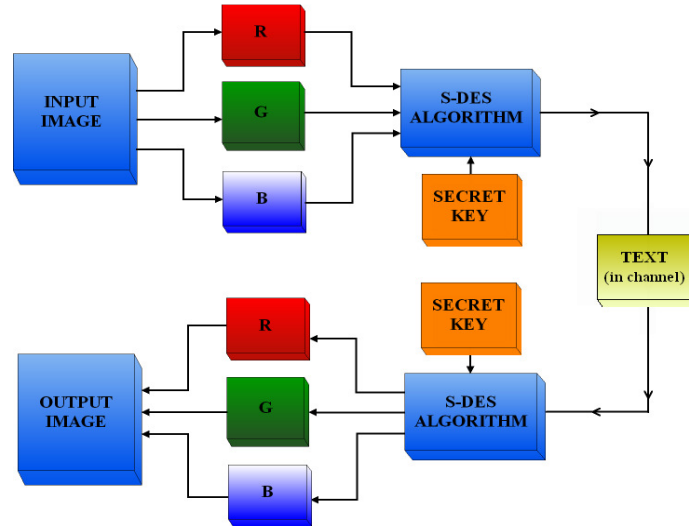 R
INPUT
IMAGE
G
S-DES
ALGORITHM
B
SECRET
KEY
TEXT
(in channel)
SECRET
KEY
R
OUTPUT
IMAGE
G
S-DES
ALGORITHM
B